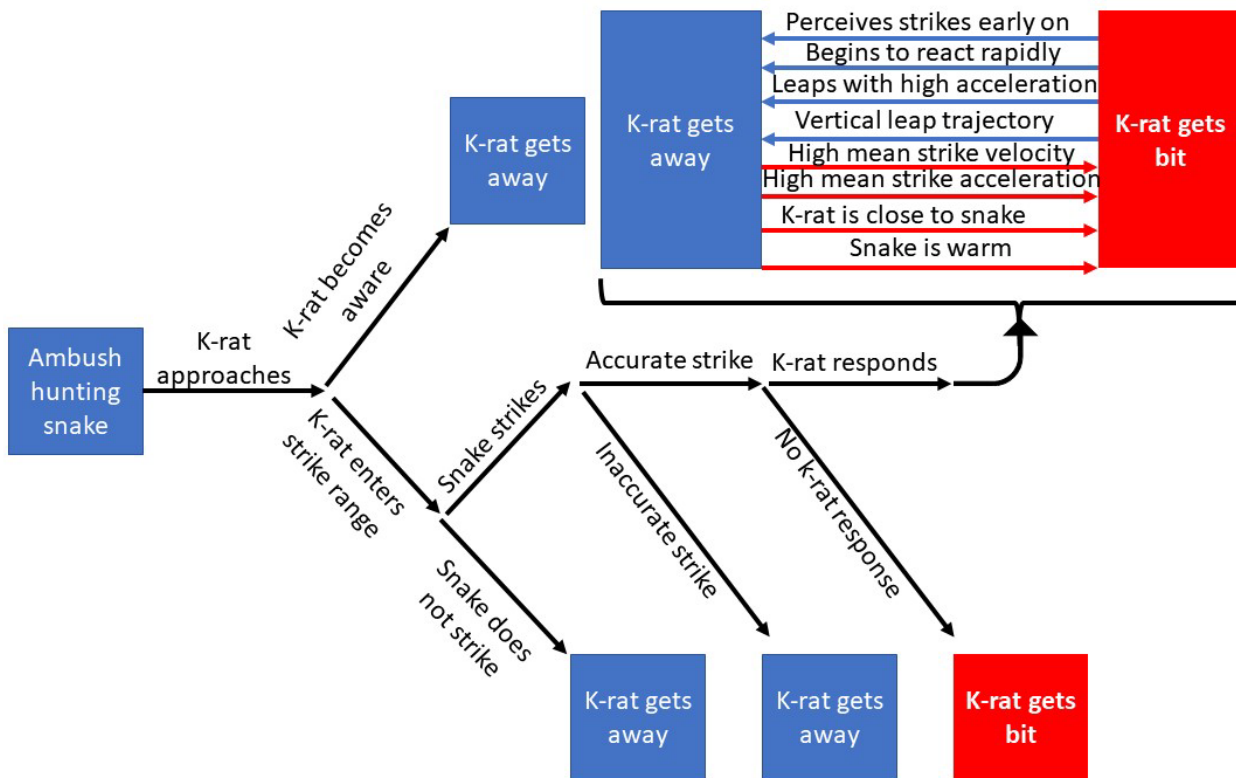 Perceives strikes early on
Begins to react rapidly
Leaps with high acceleration
Vertical leap trajectory
High mean strike velocity
High mean strike acceleration
K-rat is close to snake
Snake is warm
K-rat gets
away
K-rat gets
bit
K-rat gets
away
K-rat becomes
aware
Ambush
hunting
snake
K-rat
approaches
K-rat enters
strike range
Snake strikes
Accurate strike
K-rat responds
Snake does
not strike
Inaccurate strike
No k-rat response
K-rat gets
away
K-rat gets
away
K-rat gets
bit